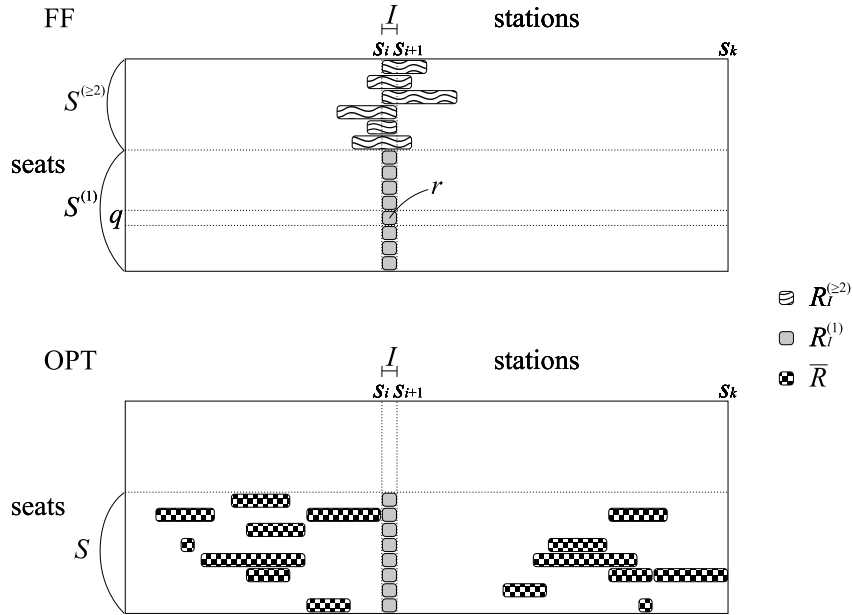 FF I stations
s_i s_{i+1} s_k
S^{(≥2)}
seats
S^{(1)}
q
r
R_I^{(≥2)}
R_I^{(1)}
R̅
OPT I stations
s_i s_{i+1} s_k
seats
S